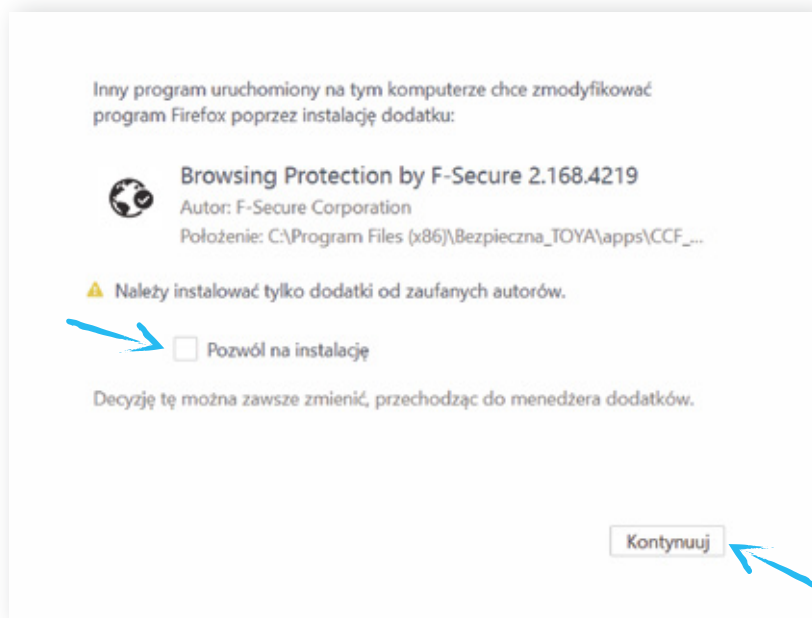 Inny program uruchomiony na tym komputerze chce zmodyfikować
program Firefox poprzez instalację dodatku:
Browsing Protection by F-Secure 2.168.4219
Autor: F-Secure Corporation
Położenie: C:\Program Files (x86)\Bezpieczna_TOYA\apps\CCF_...
Należy instalować tylko dodatki od zaufanych autorów.
Pozwól na instalację
Decyzję tę można zawsze zmienić, przechodząc do menedżera dodatków.
Kontynuuj